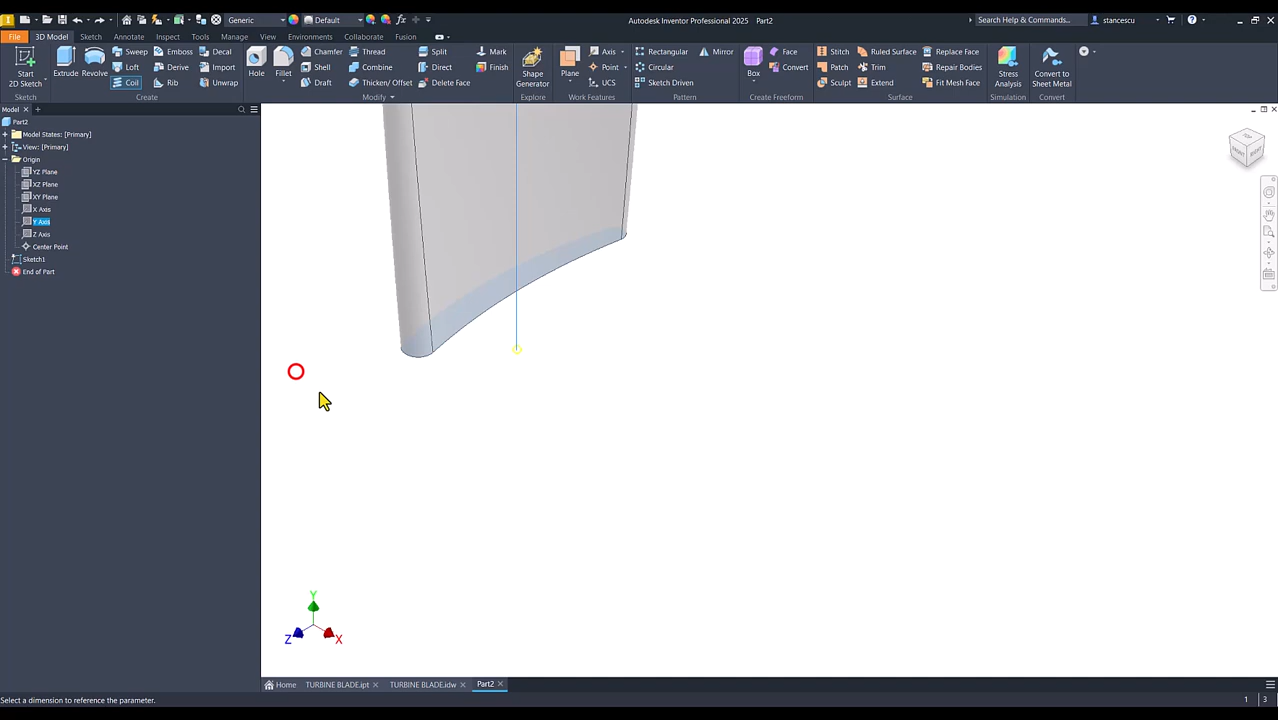 Generic
Default
fx
Autodesk Inventor Professional 2025 Part2
Search Help & Commands...
stancescu
File
3D Model
Sketch
Annotate
Inspect
Tools
Manage
View
Environments
Collaborate
Fusion
Start
2D Sketch
Sketch
Extrude
Revolve
Sweep
Emboss
Decal
Loft
Derive
Import
Coil
Rib
Unwrap
Create
Hole
Fillet
Chamfer
Thread
Shell
Combine
Draft
Thicken/ Offset
Split
Direct
Delete Face
Modify
Mark
Finish
Shape
Generator
Explore
Plane
Axis
Point
UCS
Work Features
Rectangular
Mirror
Circular
Sketch Driven
Pattern
Box
Face
Convert
Create Freeform
Stitch
Ruled Surface
Replace Face
Patch
Trim
Repair Bodies
Sculpt
Extend
Fit Mesh Face
Surface
Stress
Analysis
Simulation
Convert to
Sheet Metal
Convert
Model
Part2
Model States: [Primary]
View: [Primary]
Origin
YZ Plane
XZ Plane
XY Plane
X Axis
Y Axis
Z Axis
Center Point
Sketch1
End of Part
TOP
FRONT
RIGHT
Y
Z
X
Home
TURBINE BLADE.ipt
TURBINE BLADE.idw
Part2
Select a dimension to reference the parameter.
1
3